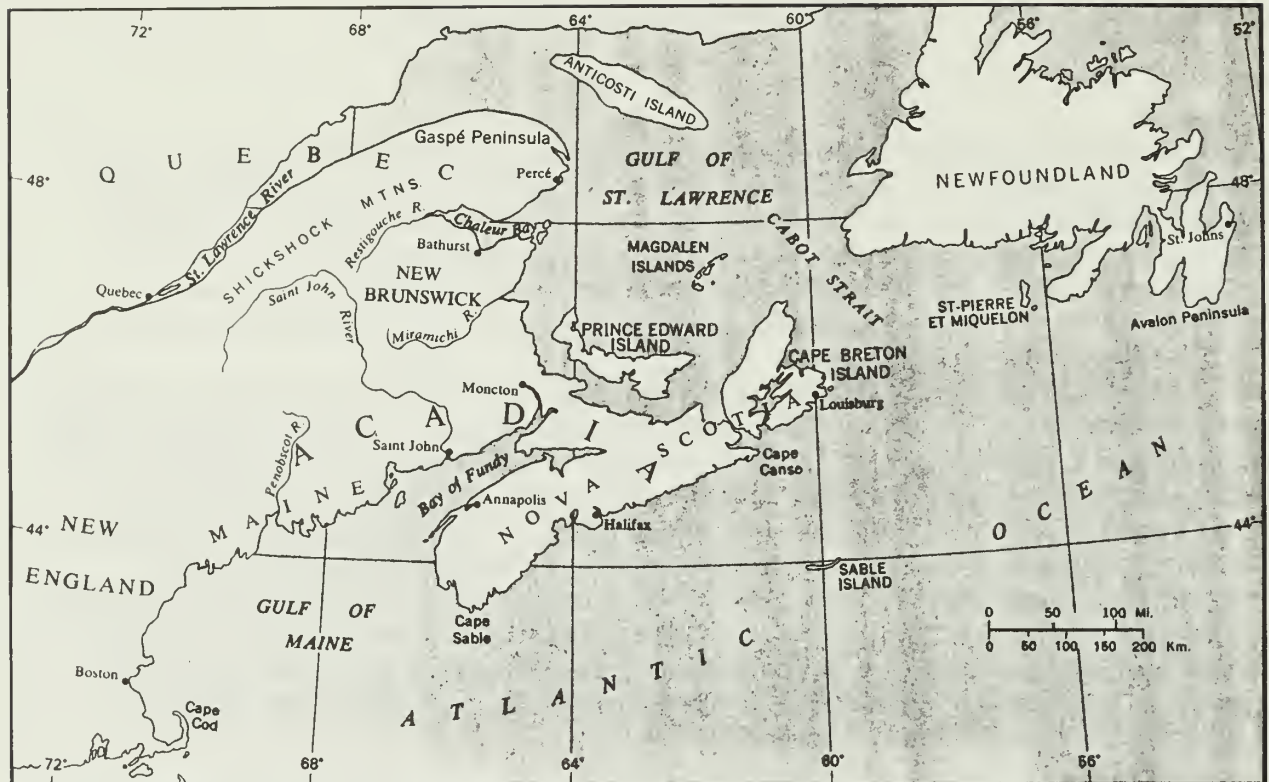 72°
68°
64°
60°
56°
52°
ANTICOSTI ISLAND
QUEBEC
Gaspé Peninsula
GULF OF
ST. LAWRENCE
NEWFOUNDLAND
48°
48°
Percé
St. Lawrence River
SHICKSHOCK MTNS.
Restigouche R.
Chaleur Bay
Bathurst
CABOT STRAIT
MAGDALEN
ISLANDS
St. Johns
Quebec
NEW
BRUNSWICK
Saint John River
Miramichi R.
ST-PIERRE
ET MIQUELON
Avalon Peninsula
PRINCE EDWARD
ISLAND
CAPE BRETON
ISLAND
Moncton
Louisburg
ACADIA
Saint John
Penobscot R.
Cape
Canso
Bay of Fundy
MAINE
Annapolis
NOVA SCOTIA
Halifax
NEW
ENGLAND
44°
44°
SABLE
ISLAND
GULF OF
MAINE
Cape
Sable
ATLANTIC OCEAN
0 50 100 Mi.
0 50 100 150 200 Km.
Boston
Cape
Cod
72°
68°
64°
60°
56°